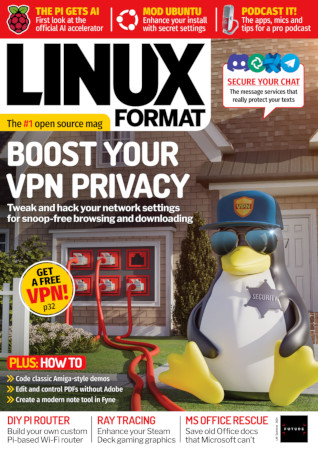 THE PI GETS AI
First look at the
official AI accelerator
MOD UBUNTU
Enhance your install
with secret settings
PODCAST IT!
The apps, mics and
tips for a pro podcast
LINUX
FORMAT
The #1 open source mag
SECURE YOUR CHAT
The message services that
really protect your texts
BOOST YOUR
VPN PRIVACY
Tweak and hack your network settings
for snoop-free browsing and downloading
VPN
SECURITY
GET
A FREE
VPN!
p32
PLUS: HOW TO
Code classic Amiga-style demos
Edit and control PDFs without Adobe
Create a modern note tool in Fyne
DIY PI ROUTER
Build your own custom
Pi-based Wi-Fi router
RAY TRACING
Enhance your Steam
Deck gaming graphics
MS OFFICE RESCUE
Save old Office docs
that Microsoft can't
FUTURE